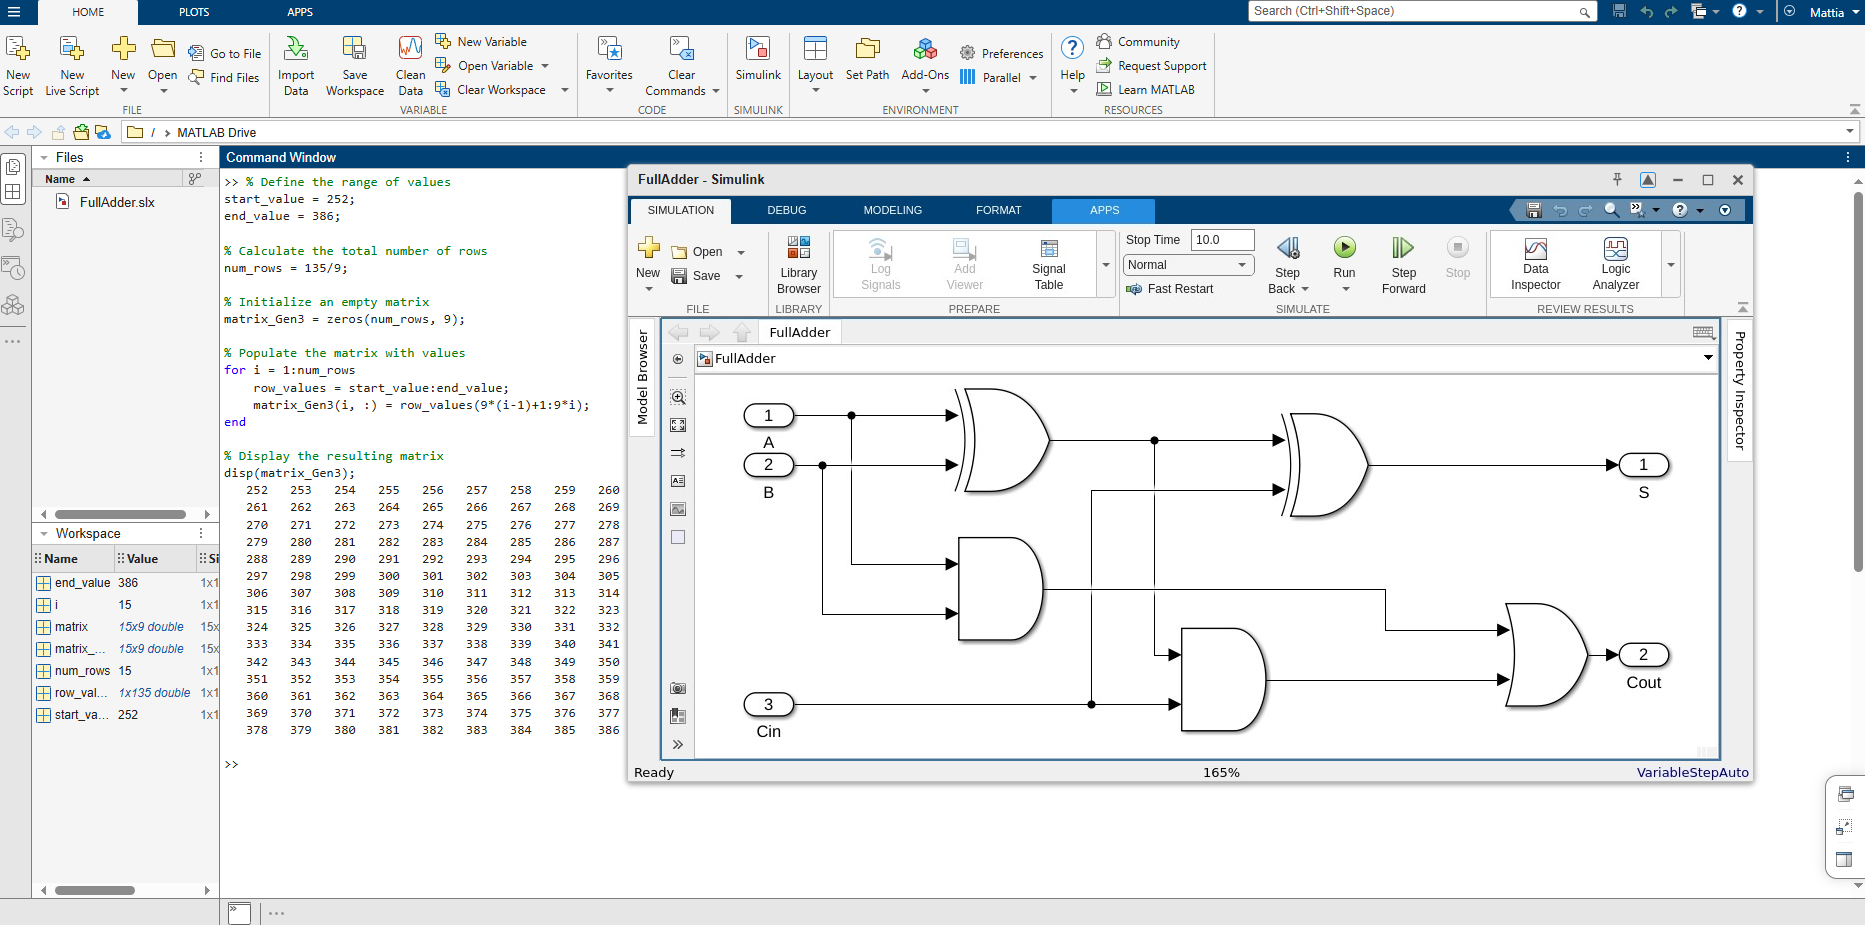 HOME PLOTS APPS Search (Ctrl+Shift+Space) Mattia
New Script
New Live Script
New
Open
Go to File
Find Files
FILE
Import Data
Save Workspace
Clean Data
New Variable
Open Variable
Clear Workspace
VARIABLE
Favorites
Clear Commands
CODE
Simulink
SIMULINK
Layout
Set Path
Add-Ons
Preferences
Parallel
ENVIRONMENT
Help
Community
Request Support
Learn MATLAB
RESOURCES
/ MATLAB Drive
Files
Name
FullAdder.slx
Workspace
Name Value Si
end_value 386 1x1
i 15 1x1
matrix 15x9 double 15x
matrix_... 15x9 double 15x
num_rows 15 1x1
row_val... 1x135 double 1x1
start_va... 252 1x1
Command Window
>> % Define the range of values
start_value = 252;
end_value = 386;
% Calculate the total number of rows
num_rows = 135/9;
% Initialize an empty matrix
matrix_Gen3 = zeros(num_rows, 9);
% Populate the matrix with values
for i = 1:num_rows
row_values = start_value:end_value;
matrix_Gen3(i, :) = row_values(9*(i-1)+1:9*i);
end
% Display the resulting matrix
disp(matrix_Gen3);
252 253 254 255 256 257 258 259 260
261 262 263 264 265 266 267 268 269
270 271 272 273 274 275 276 277 278
279 280 281 282 283 284 285 286 287
288 289 290 291 292 293 294 295 296
297 298 299 300 301 302 303 304 305
306 307 308 309 310 311 312 313 314
315 316 317 318 319 320 321 322 323
324 325 326 327 328 329 330 331 332
333 334 335 336 337 338 339 340 341
342 343 344 345 346 347 348 349 350
351 352 353 354 355 356 357 358 359
360 361 362 363 364 365 366 367 368
369 370 371 372 373 374 375 376 377
378 379 380 381 382 383 384 385 386
>>
FullAdder - Simulink
SIMULATION DEBUG MODELING FORMAT APPS
New
Open
Save
FILE
Library Browser
LIBRARY
Log Signals
Add Viewer
Signal Table
PREPARE
Stop Time 10.0
Normal
Fast Restart
Step Back
Run
Step Forward
Stop
SIMULATE
Data Inspector
Logic Analyzer
REVIEW RESULTS
Model Browser
FullAdder
FullAdder
Property Inspector
1
A
2
B
3
Cin
1
S
2
Cout
Ready 165% VariableStepAuto